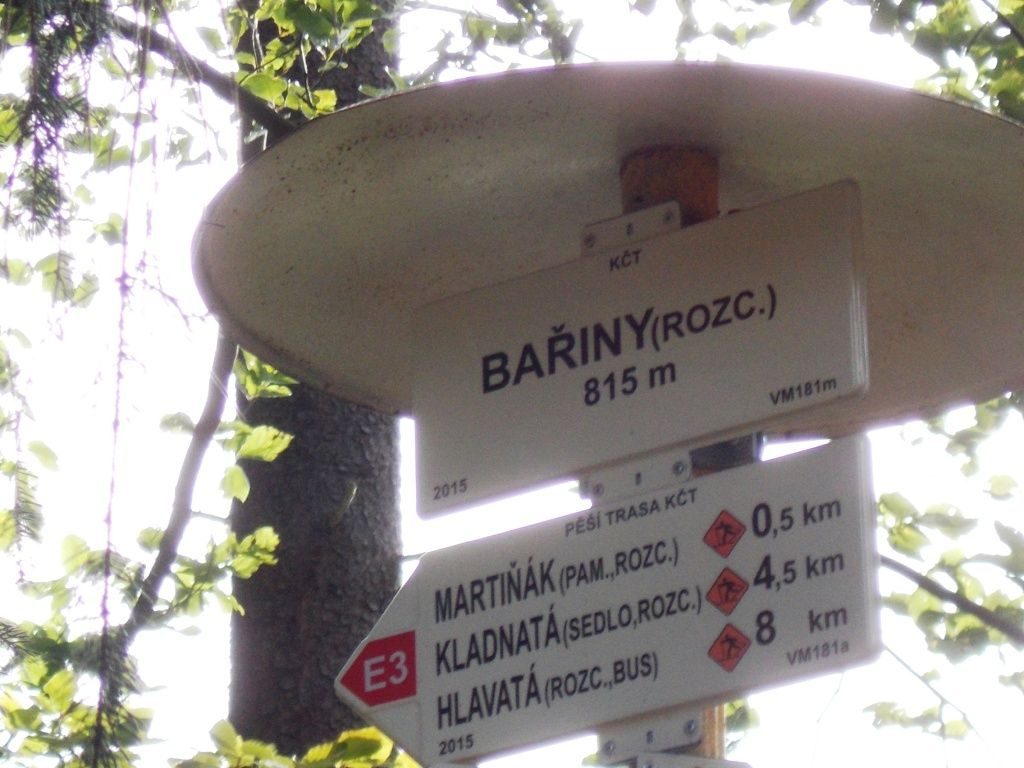 KČT
BAŘINY(ROZC.)
815 m
VM181m
2015
PĚŠÍ TRASA KČT
MARTIŇÁK(PAM.,ROZC.) 0,5 km
KLADNATÁ(SEDLO,ROZC.) 4,5 km
HLAVATÁ(ROZC.,BUS) 8 km
E3
VM181a
2015